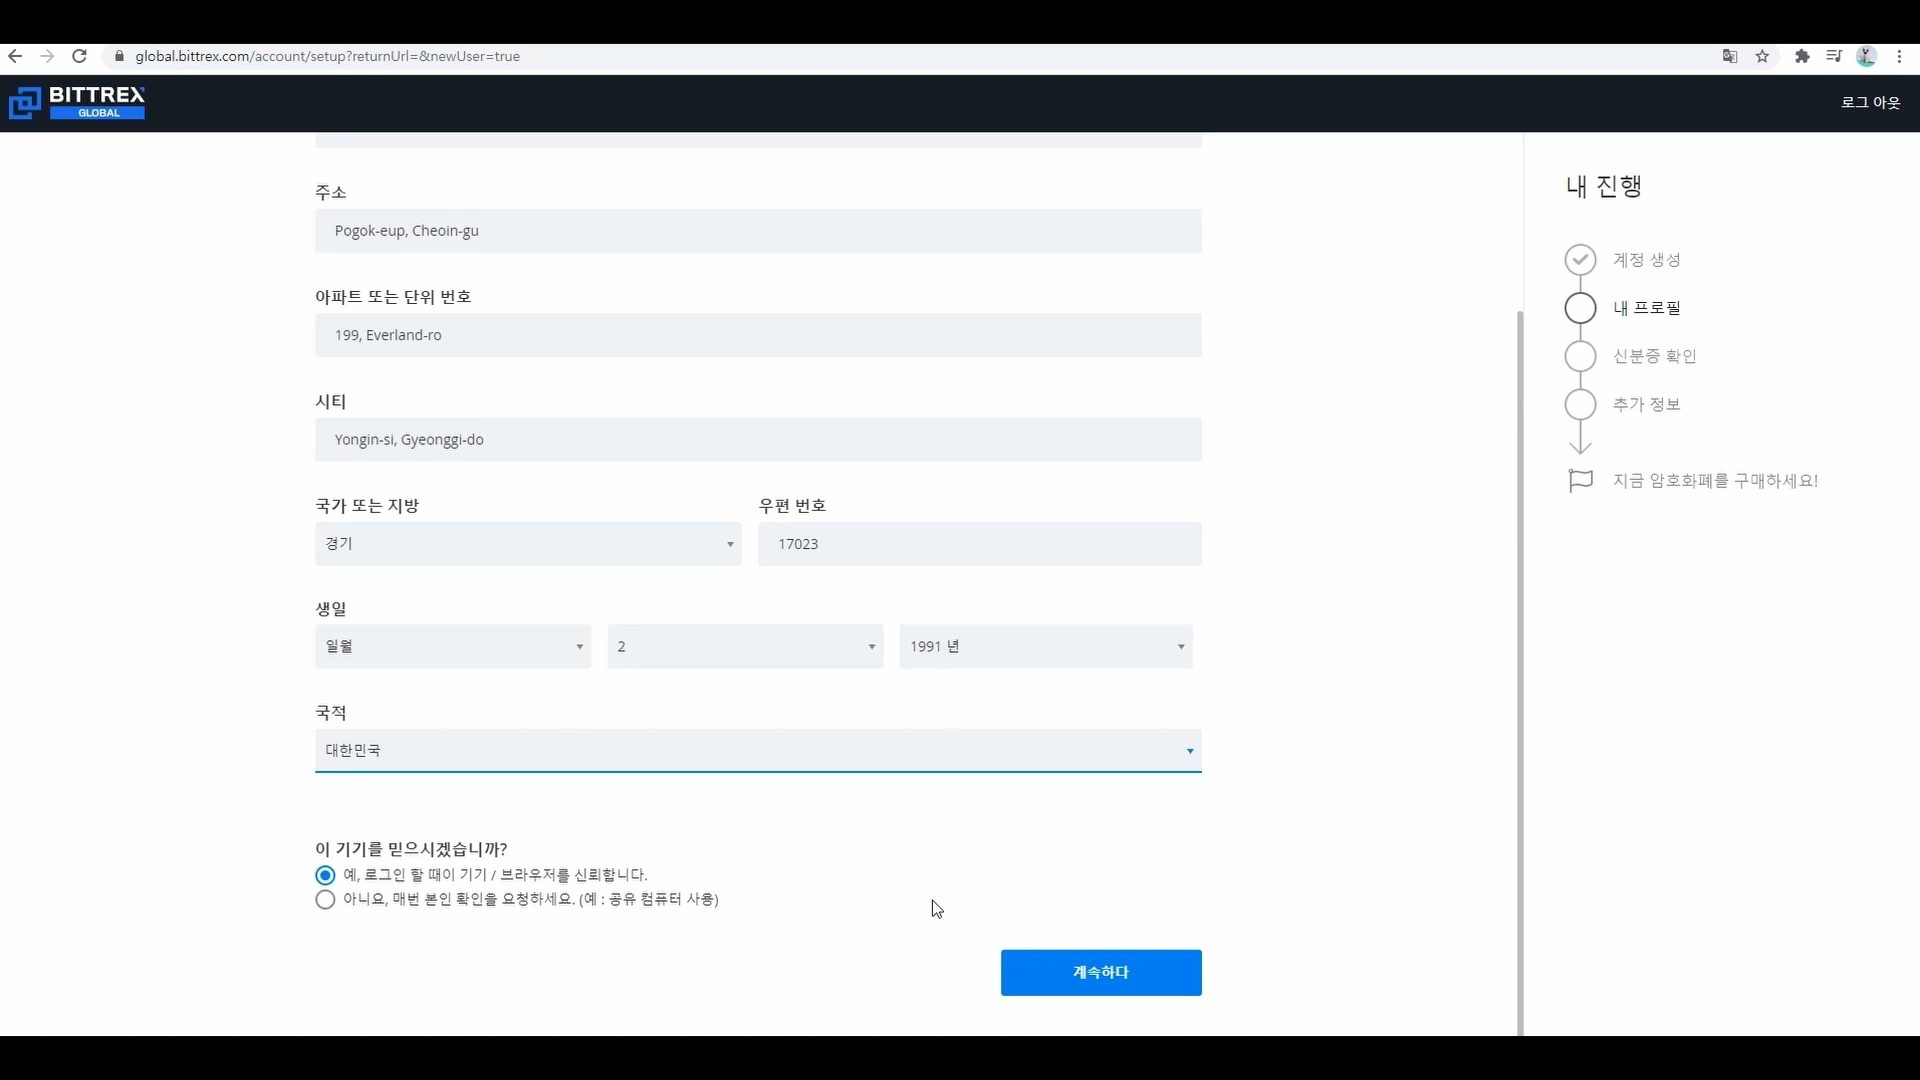 global.bittrex.com/account/setup?returnUrl=&newUser=true
BITTREX
GLOBAL
로그 아웃
주소
Pogok-eup, Cheoin-gu
아파트 또는 단위 번호
199, Everland-ro
시티
Yongin-si, Gyeonggi-do
국가 또는 지방
우편 번호
경기
17023
생일
일월
2
1991 년
국적
대한민국
이 기기를 믿으시겠습니까?
예, 로그인 할 때이 기기 / 브라우저를 신뢰합니다.
아니요, 매번 본인 확인을 요청하세요. (예 : 공유 컴퓨터 사용)
계속하다
내 진행
계정 생성
내 프로필
신분증 확인
추가 정보
지금 암호화폐를 구매하세요!